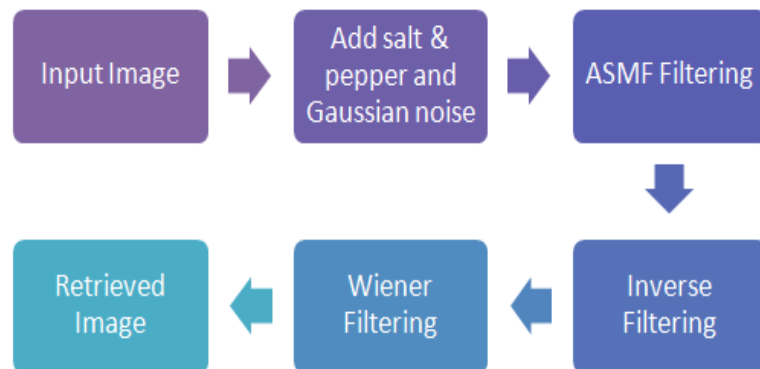 Input Image
Add salt &
pepper and
Gaussian noise
ASMF Filtering
Inverse
Filtering
Wiener
Filtering
Retrieved
Image